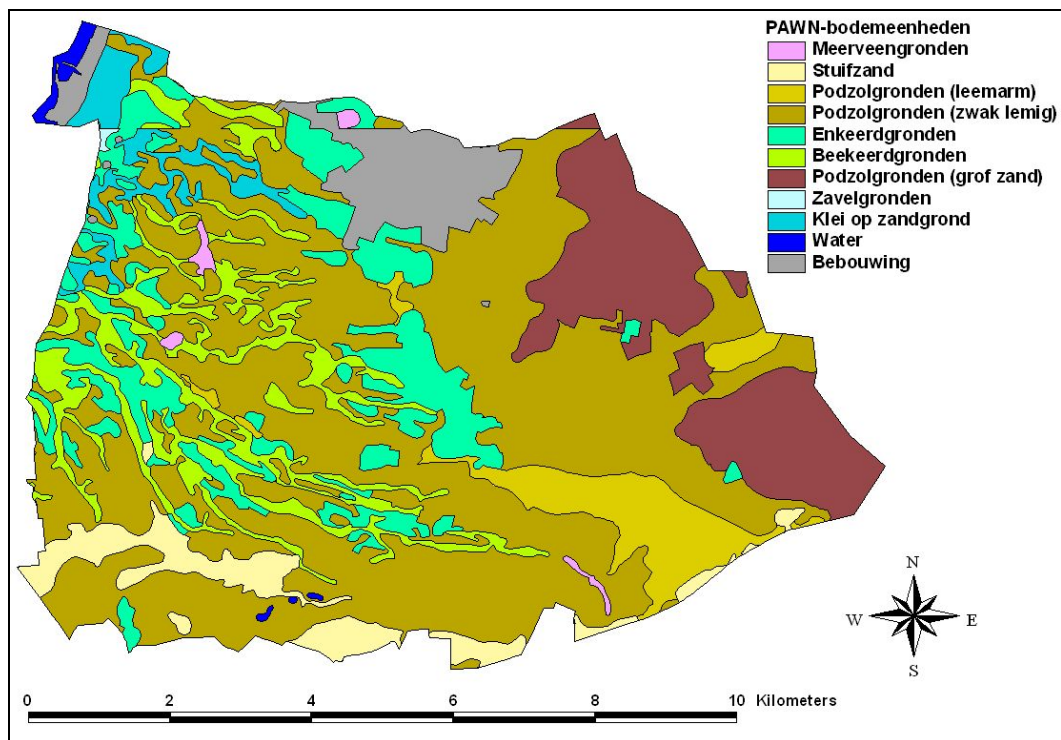 PAWN-bodemeenheden
Meerveengronden
Stuifzand
Podzolgronden (leemarm)
Podzolgronden (zwak lemig)
Enkeerdgronden
Beekeerdgronden
Podzolgronden (grof zand)
Zavelgronden
Klei op zandgrond
Water
Bebouwing
N
W E
S
0 2 4 6 8 10 Kilometers